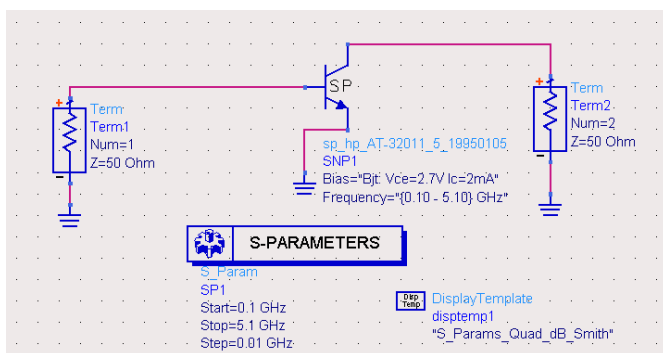 SP
+
Term
Term1
Num=1
Z=50 Ohm
-
sp_hp_AT-32011_5_19950105
SNP1
Bias="Bjt: Vce=2.7V Ic=2mA"
Frequency="{0.10 - 5.10} GHz"
+
Term
Term2
Num=2
Z=50 Ohm
-
S-PARAMETERS
S_Param
SP1
Start=0.1 GHz
Stop=5.1 GHz
Step=0.01 GHz
Disp
Temp
DisplayTemplate
disptemp1
"S_Params_Quad_dB_Smith"